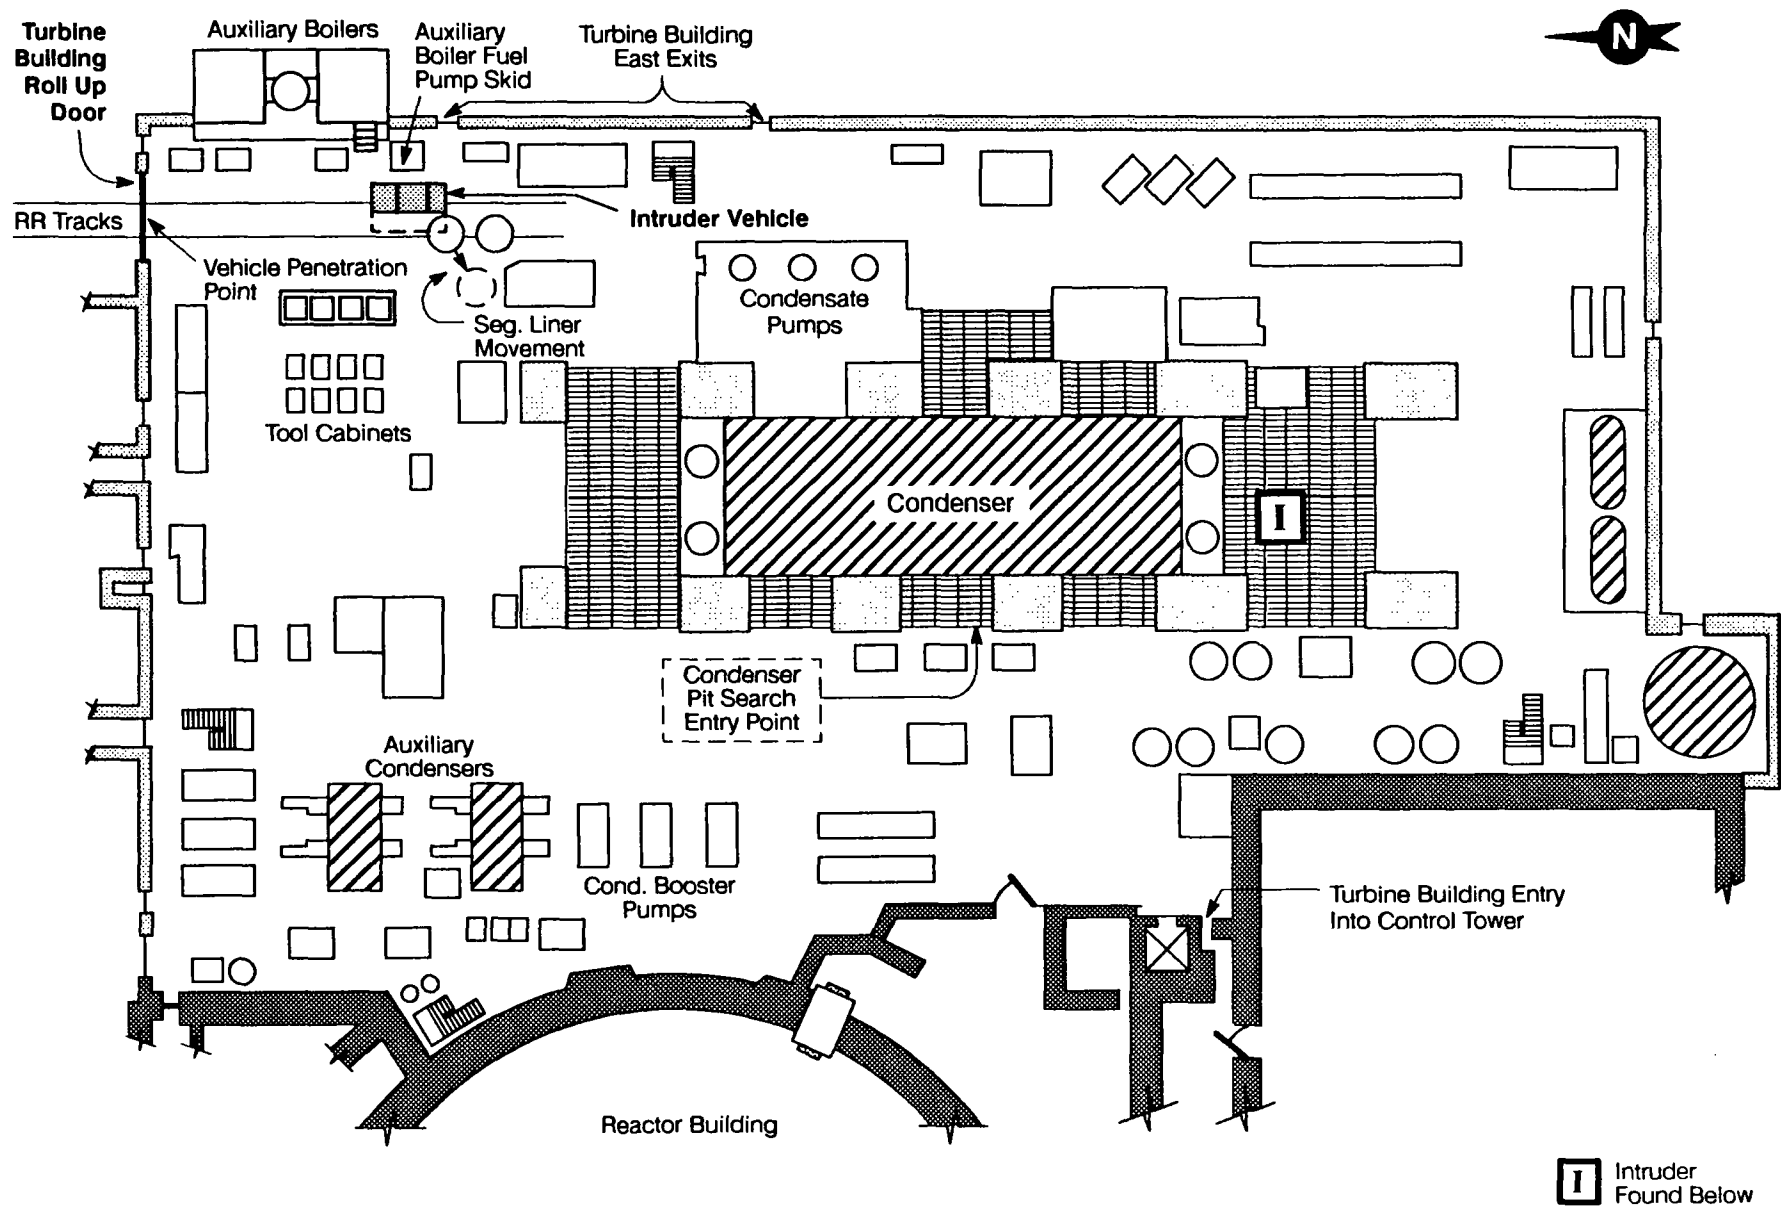 Turbine
Building
Roll Up
Door
Auxiliary Boilers
Auxiliary
Boiler Fuel
Pump Skid
Turbine Building
East Exits
N
RR Tracks
Intruder Vehicle
Vehicle Penetration
Point
Seg. Liner
Movement
Condensate
Pumps
Tool Cabinets
Condenser
I
Condenser
Pit Search
Entry Point
Auxiliary
Condensers
Cond. Booster
Pumps
Turbine Building Entry
Into Control Tower
Reactor Building
I
Intruder
Found Below